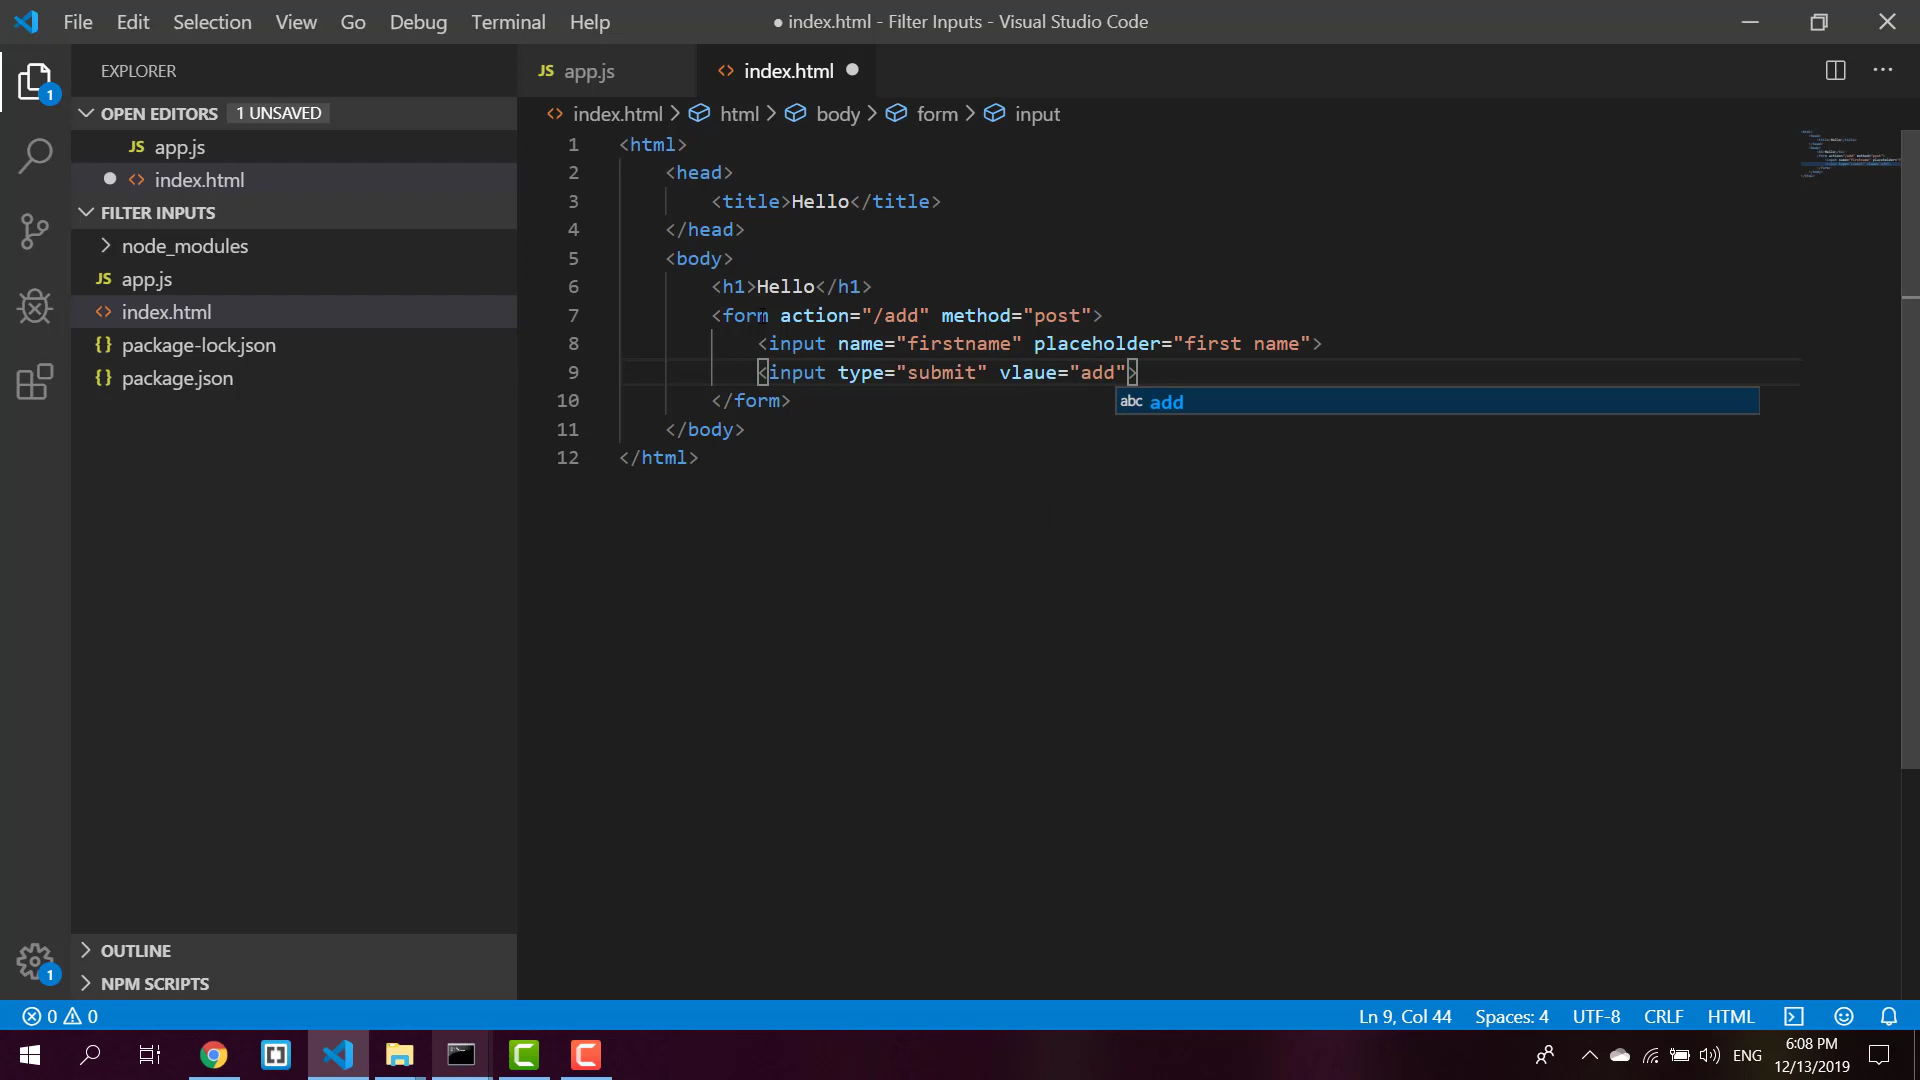 File Edit Selection View Go Debug Terminal Help
● index.html - Filter Inputs - Visual Studio Code
EXPLORER
1
OPEN EDITORS 1 UNSAVED
JS app.js
index.html
FILTER INPUTS
node_modules
JS app.js
index.html
{} package-lock.json
{} package.json
OUTLINE
NPM SCRIPTS
1
JS app.js
index.html
index.html > html > body > form > input
1 <html>
2 <head>
3 <title>Hello</title>
4 </head>
5 <body>
6 <h1>Hello</h1>
7 <form action="/add" method="post">
8 <input name="firstname" placeholder="first name">
9 <input type="submit" vlaue="add">
10 </form>
11 </body>
12 </html>
abc add
0 0
Ln 9, Col 44 Spaces: 4 UTF-8 CRLF HTML
ENG
6:08 PM
12/13/2019